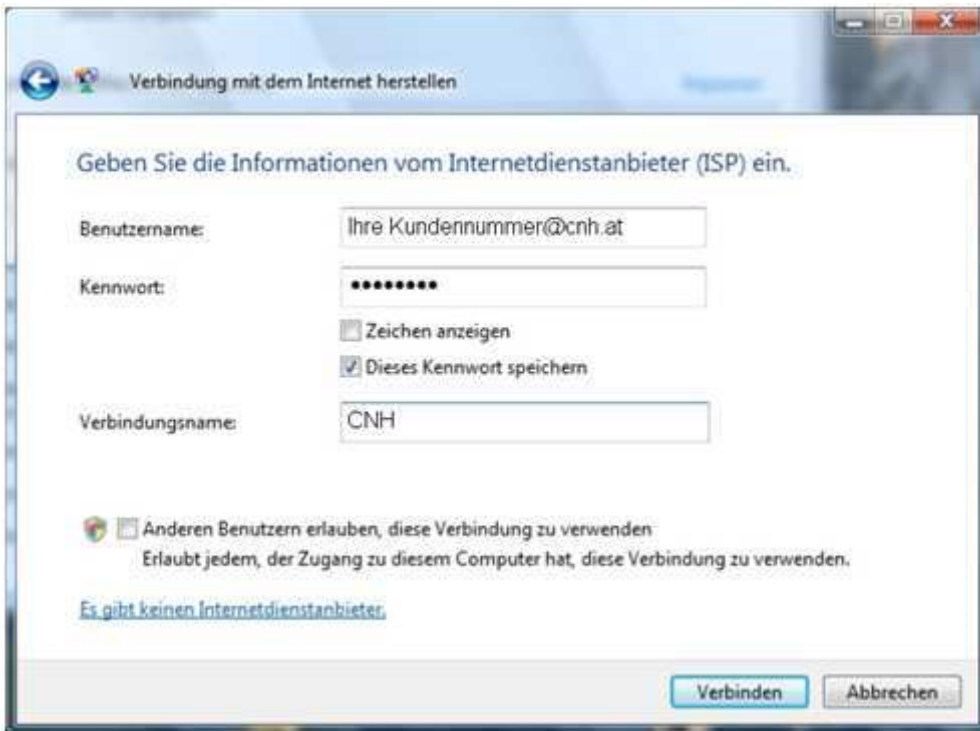 Verbindung mit dem Internet herstellen
Geben Sie die Informationen vom Internetdienstanbieter (ISP) ein.
Benutzername: Ihre Kundennummer@cnh.at
Kennwort: ••••••••
Zeichen anzeigen
Dieses Kennwort speichern
Verbindungsname: CNH
Anderen Benutzern erlauben, diese Verbindung zu verwenden
Erlaubt jedem, der Zugang zu diesem Computer hat, diese Verbindung zu verwenden.
Es gibt keinen Internetdienstanbieter.
Verbinden Abbrechen